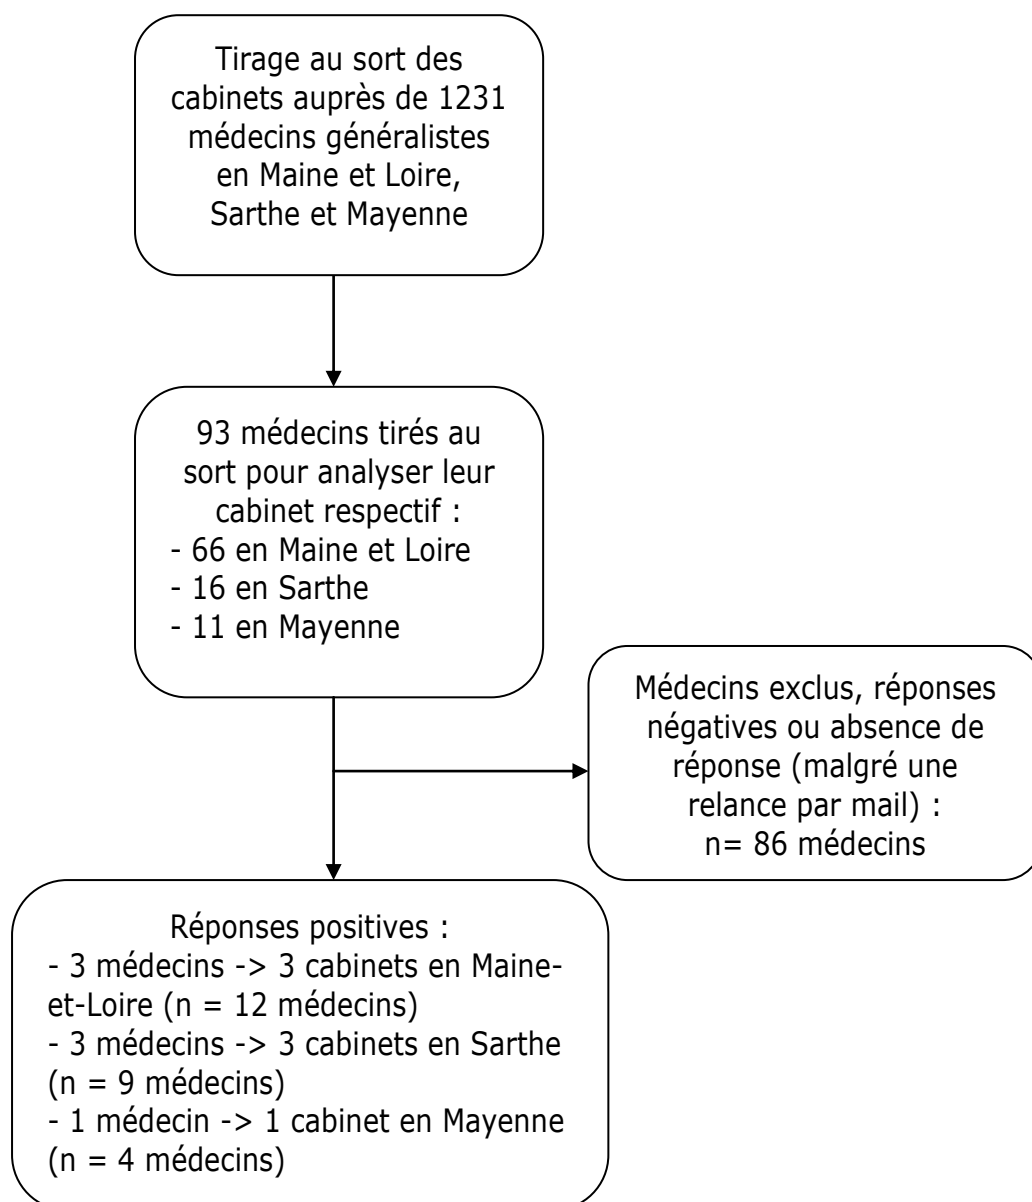 Tirage au sort des
cabinets auprès de 1231
médecins généralistes
en Maine et Loire,
Sarthe et Mayenne
93 médecins tirés au
sort pour analyser leur
cabinet respectif :
- 66 en Maine et Loire
- 16 en Sarthe
- 11 en Mayenne
Médecins exclus, réponses
négatives ou absence de
réponse (malgré une
relance par mail) :
n= 86 médecins
Réponses positives :
- 3 médecins -> 3 cabinets en Maine-
et-Loire (n = 12 médecins)
- 3 médecins -> 3 cabinets en Sarthe
(n = 9 médecins)
- 1 médecin -> 1 cabinet en Mayenne
(n = 4 médecins)